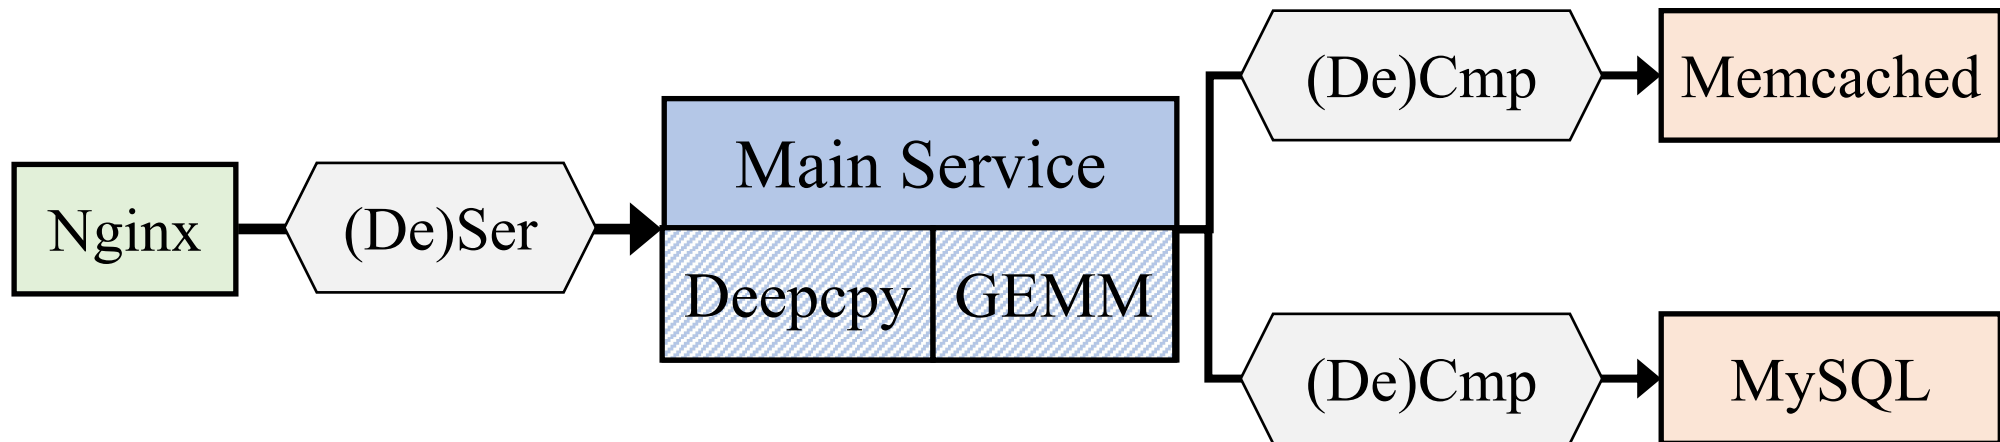 Nginx
(De)Ser
Main Service
Deepcpy
GEMM
(De)Cmp
Memcached
(De)Cmp
MySQL